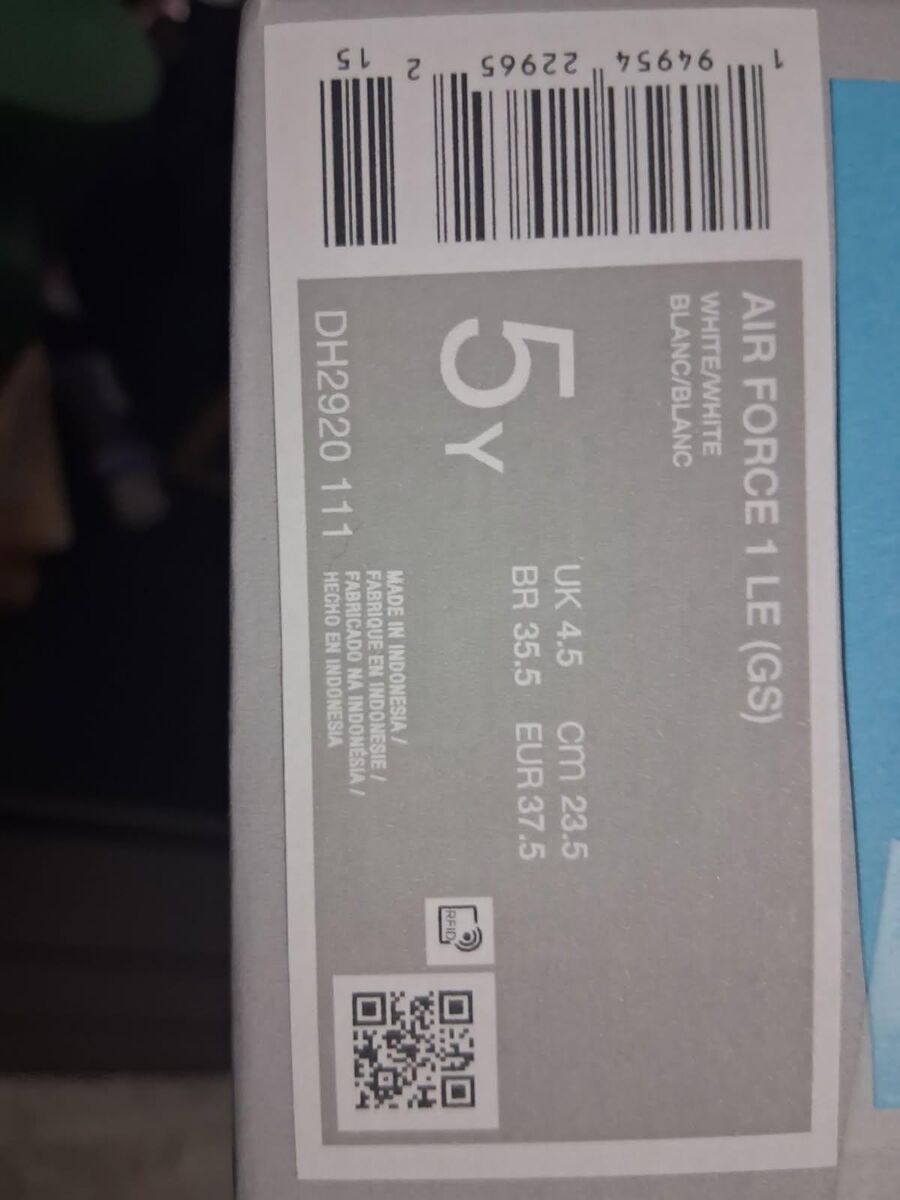 AIR FORCE 1 LE (GS)
WHITE/WHITE
BLANC/BLANC
5Y
UK 4.5 cm 23.5
BR 35.5 EUR 37.5
DH2920 111
MADE IN INDONESIA /
FABRIQUE EN INDONESIE /
FABRICADO NA INDONÉSIA /
HECHO EN INDONESIA
RFID
1 94954 22965 2 15